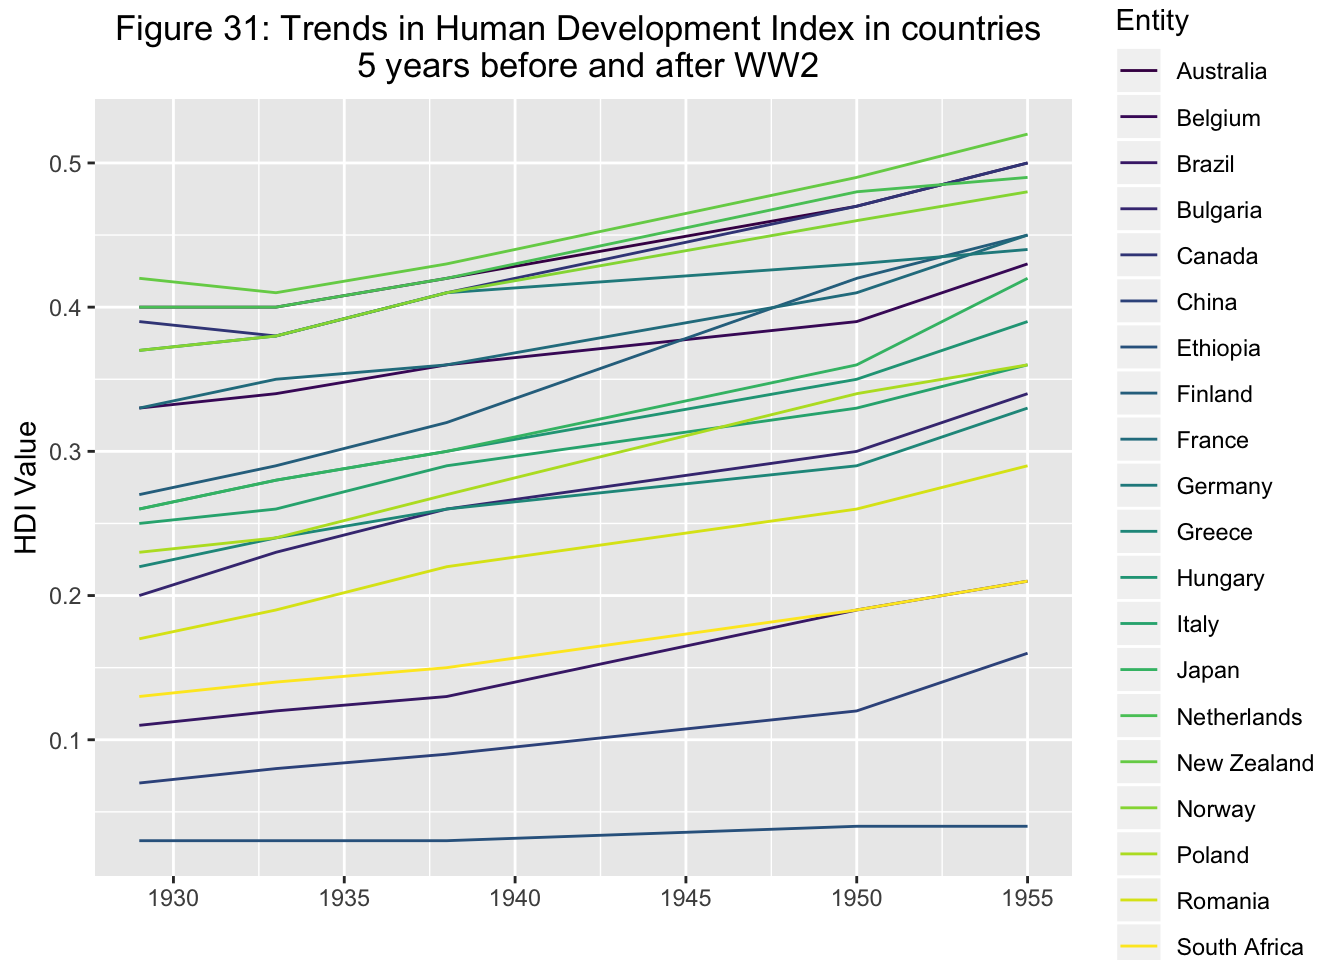 Figure 31: Trends in Human Development Index in countries
5 years before and after WW2
HDI Value
0.5
0.4
0.3
0.2
0.1
1930
1935
1940
1945
1950
1955
Entity
Australia
Belgium
Brazil
Bulgaria
Canada
China
Ethiopia
Finland
France
Germany
Greece
Hungary
Italy
Japan
Netherlands
New Zealand
Norway
Poland
Romania
South Africa